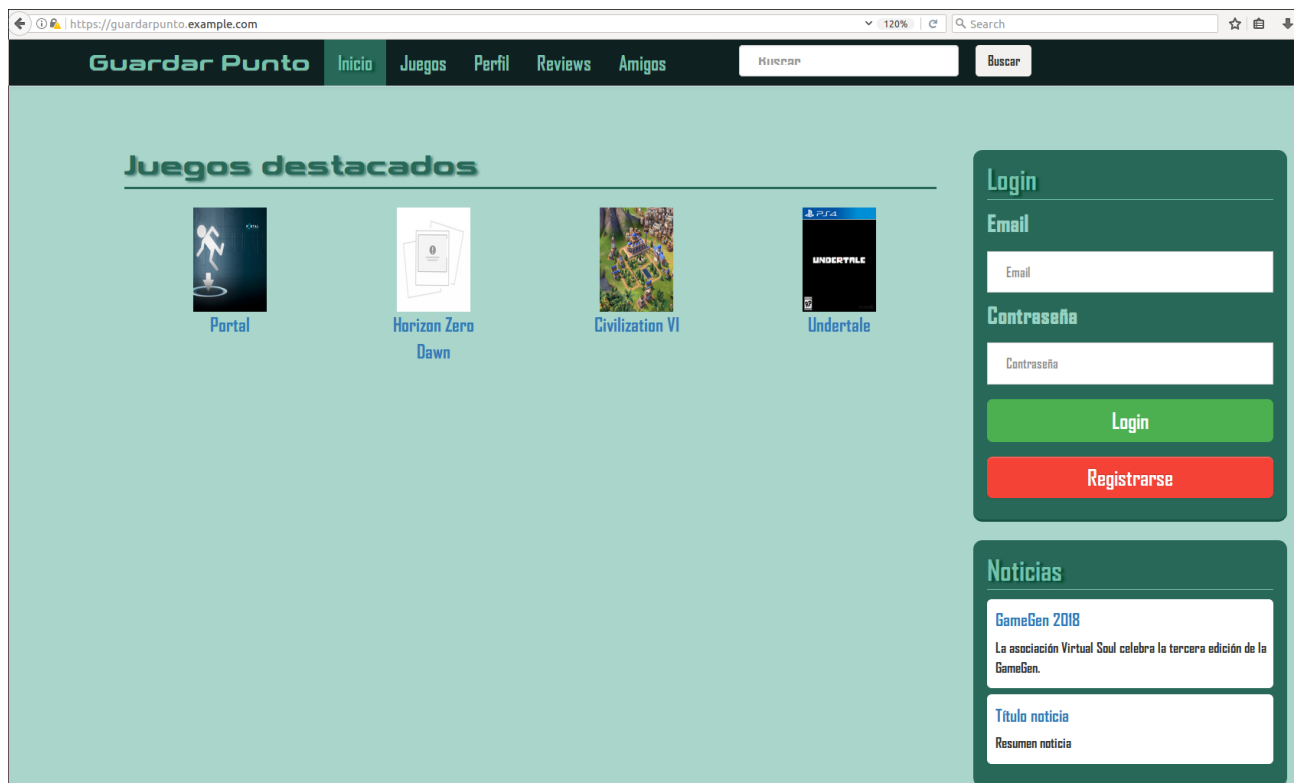 https://guardarpunto.example.com
120%
Search
Guardar Punto
Inicio
Juegos
Perfil
Reviews
Amigos
Buscar
Buscar
Juegos destacados
Portal
Horizon Zero
Dawn
Civilization VI
PS4
UNDERTALE
Undertale
Login
Email
Email
Contraseña
Contraseña
Login
Registrarse
Noticias
GameGen 2018
La asociación Virtual Soul celebra la tercera edición de la
GameGen.
Título noticia
Resumen noticia